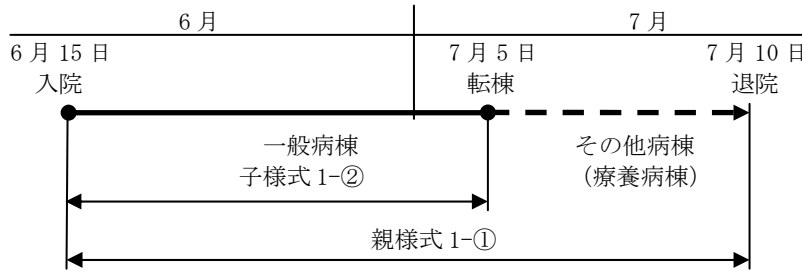 6月 7月
6月15日 7月5日 7月10日
入院 転棟 退院
一般病棟 その他病棟
子様式1-② (療養病棟)
親様式1-①